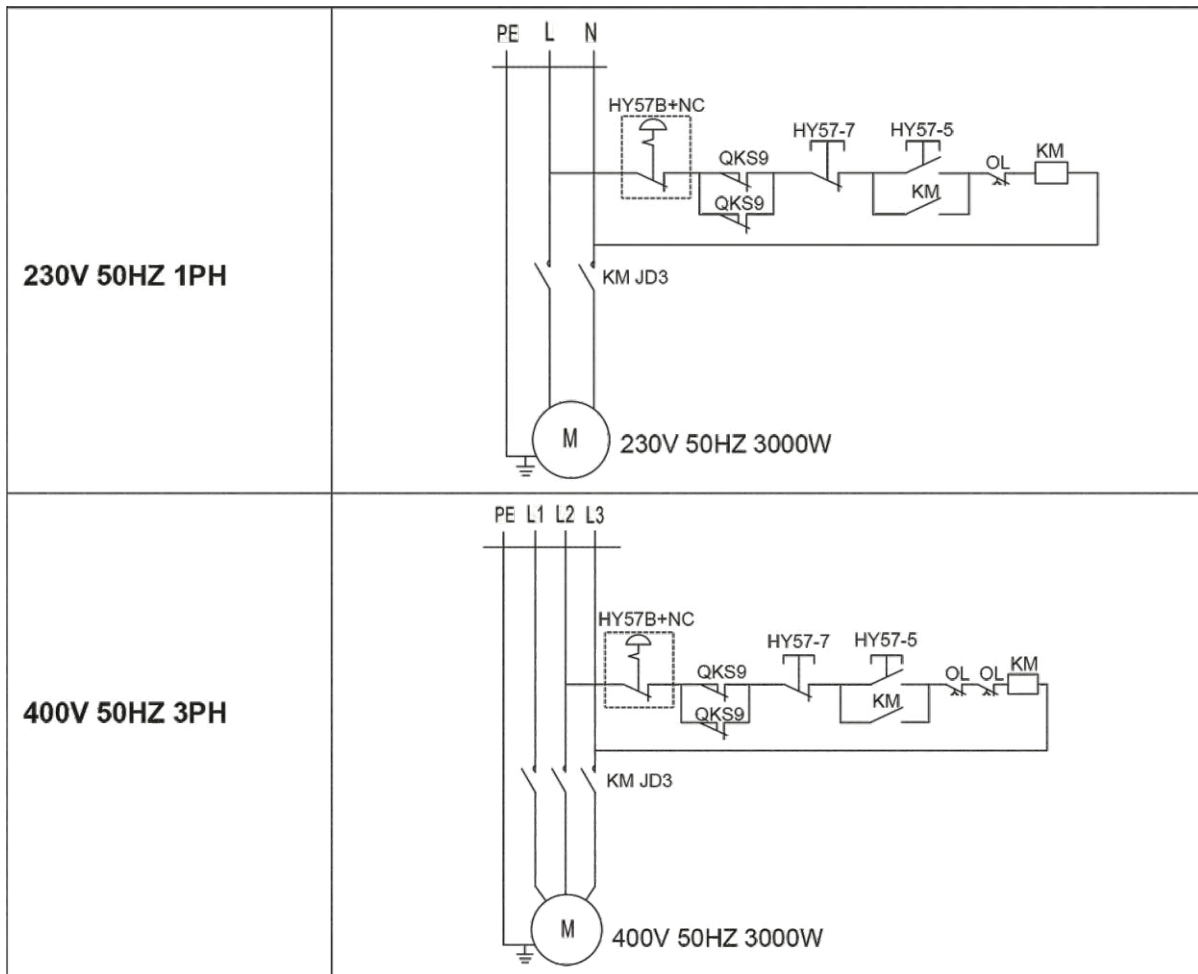 PE L N
HY57B+NC
HY57-7 HY57-5
QKS9 OL KM
QKS9 KM
230V 50HZ 1PH
KM JD3
M
230V 50HZ 3000W
PE L1 L2 L3
HY57B+NC
HY57-7 HY57-5
QKS9 OL OL KM
QKS9 KM
400V 50HZ 3PH
KM JD3
M
400V 50HZ 3000W